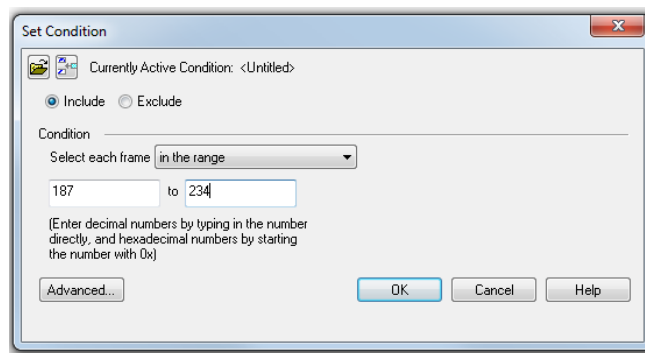 Set Condition
Currently Active Condition: <Untitled>
Include Exclude
Condition
Select each frame in the range
187 to 234
(Enter decimal numbers by typing in the number
directly, and hexadecimal numbers by starting
the number with 0x)
Advanced... OK Cancel Help